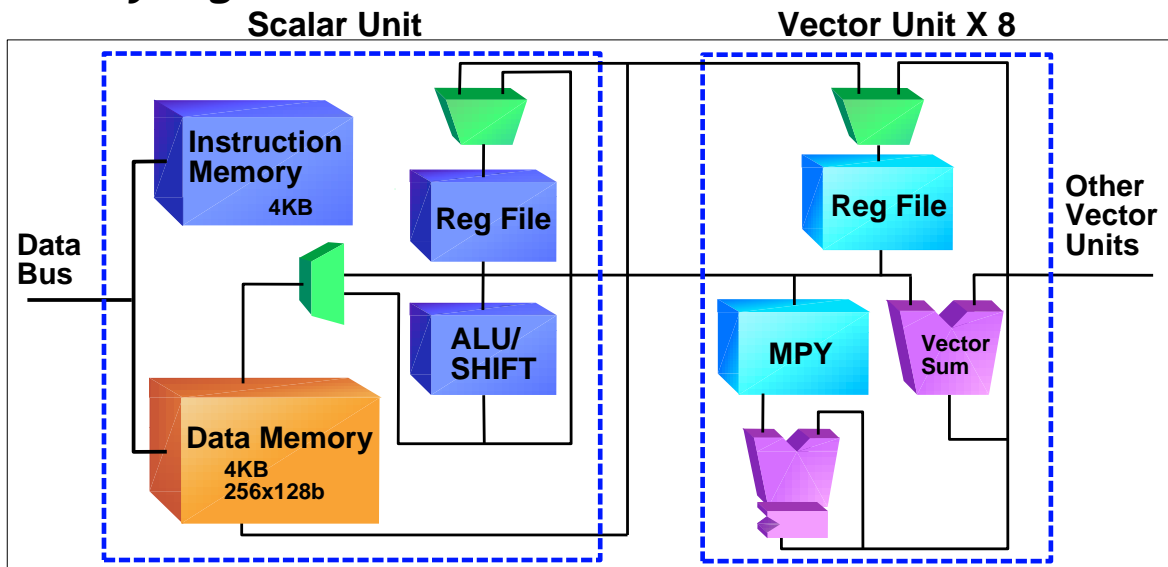 Scalar Unit
Vector Unit X 8
Instruction
Memory
4KB
Reg File
Reg File
Other
Vector
Units
Data
Bus
ALU/
SHIFT
MPY
Vector
Sum
Data Memory
4KB
256x128b